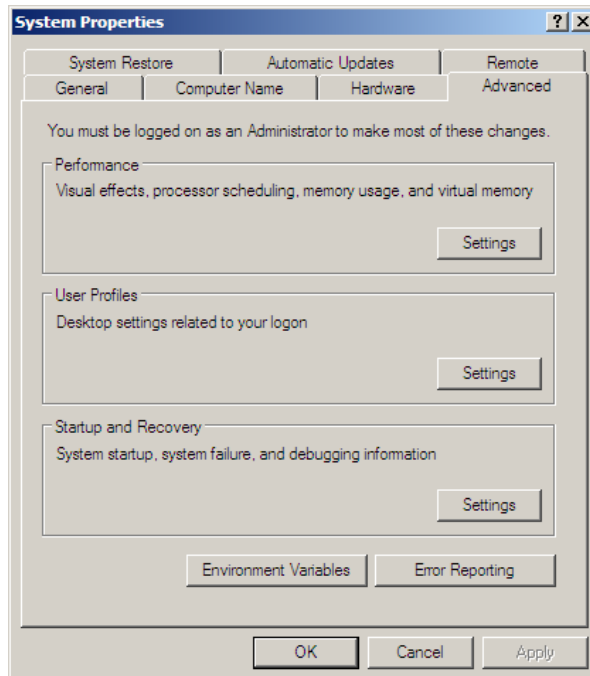 System Properties
System Restore Automatic Updates Remote
General Computer Name Hardware Advanced
You must be logged on as an Administrator to make most of these changes.
Performance
Visual effects, processor scheduling, memory usage, and virtual memory
Settings
User Profiles
Desktop settings related to your logon
Settings
Startup and Recovery
System startup, system failure, and debugging information
Settings
Environment Variables Error Reporting
OK Cancel Apply